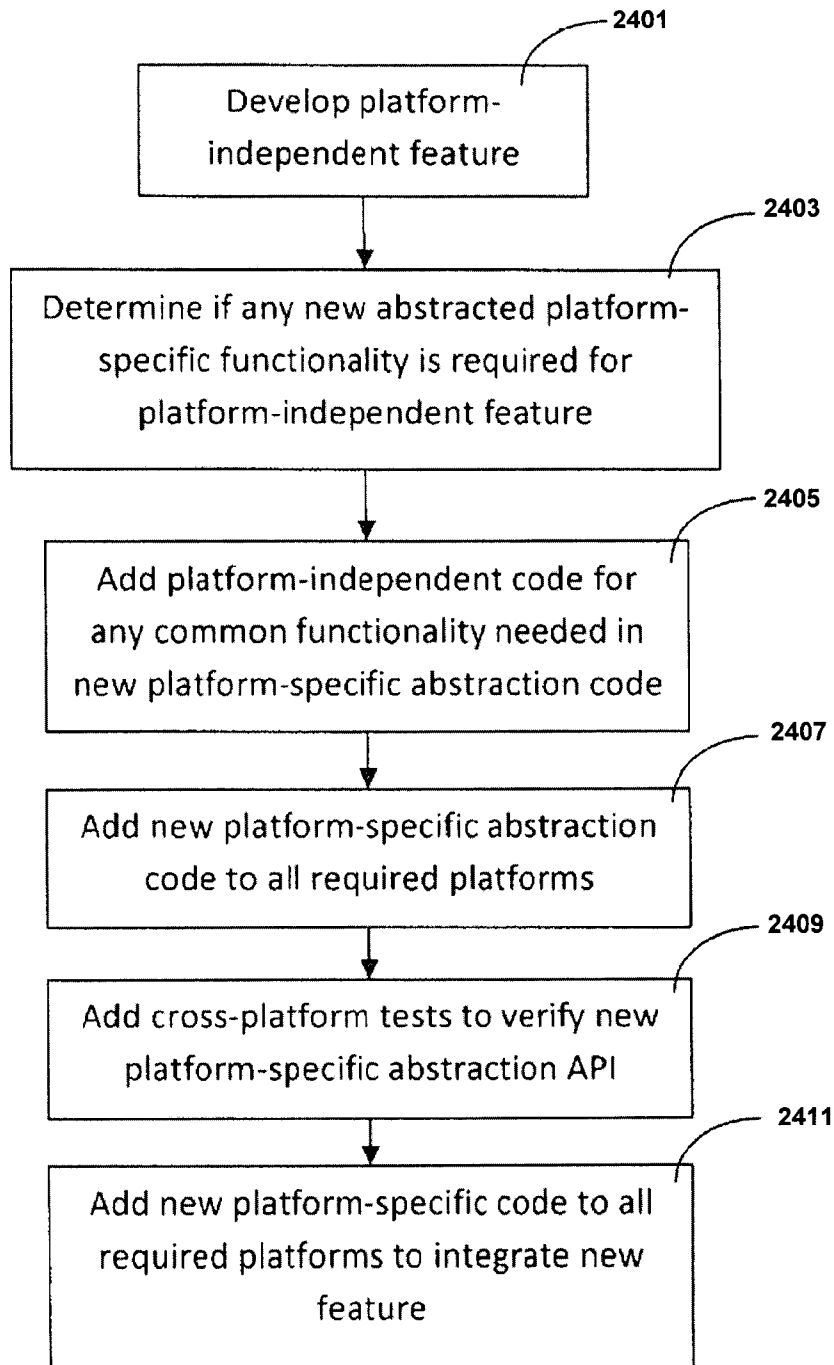 2401
Develop platform-
independent feature
2403
Determine if any new abstracted platform-
specific functionality is required for
platform-independent feature
2405
Add platform-independent code for
any common functionality needed in
new platform-specific abstraction code
2407
Add new platform-specific abstraction
code to all required platforms
2409
Add cross-platform tests to verify new
platform-specific abstraction API
2411
Add new platform-specific code to all
required platforms to integrate new
feature